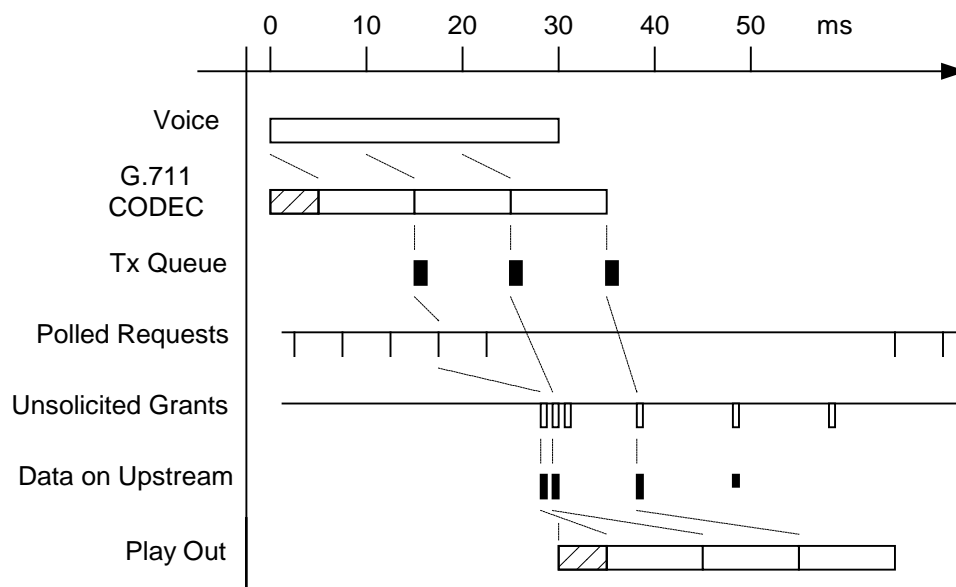 0 10 20 30 40 50 ms
Voice
G.711
CODEC
Tx Queue
Polled Requests
Unsolicited Grants
Data on Upstream
Play Out